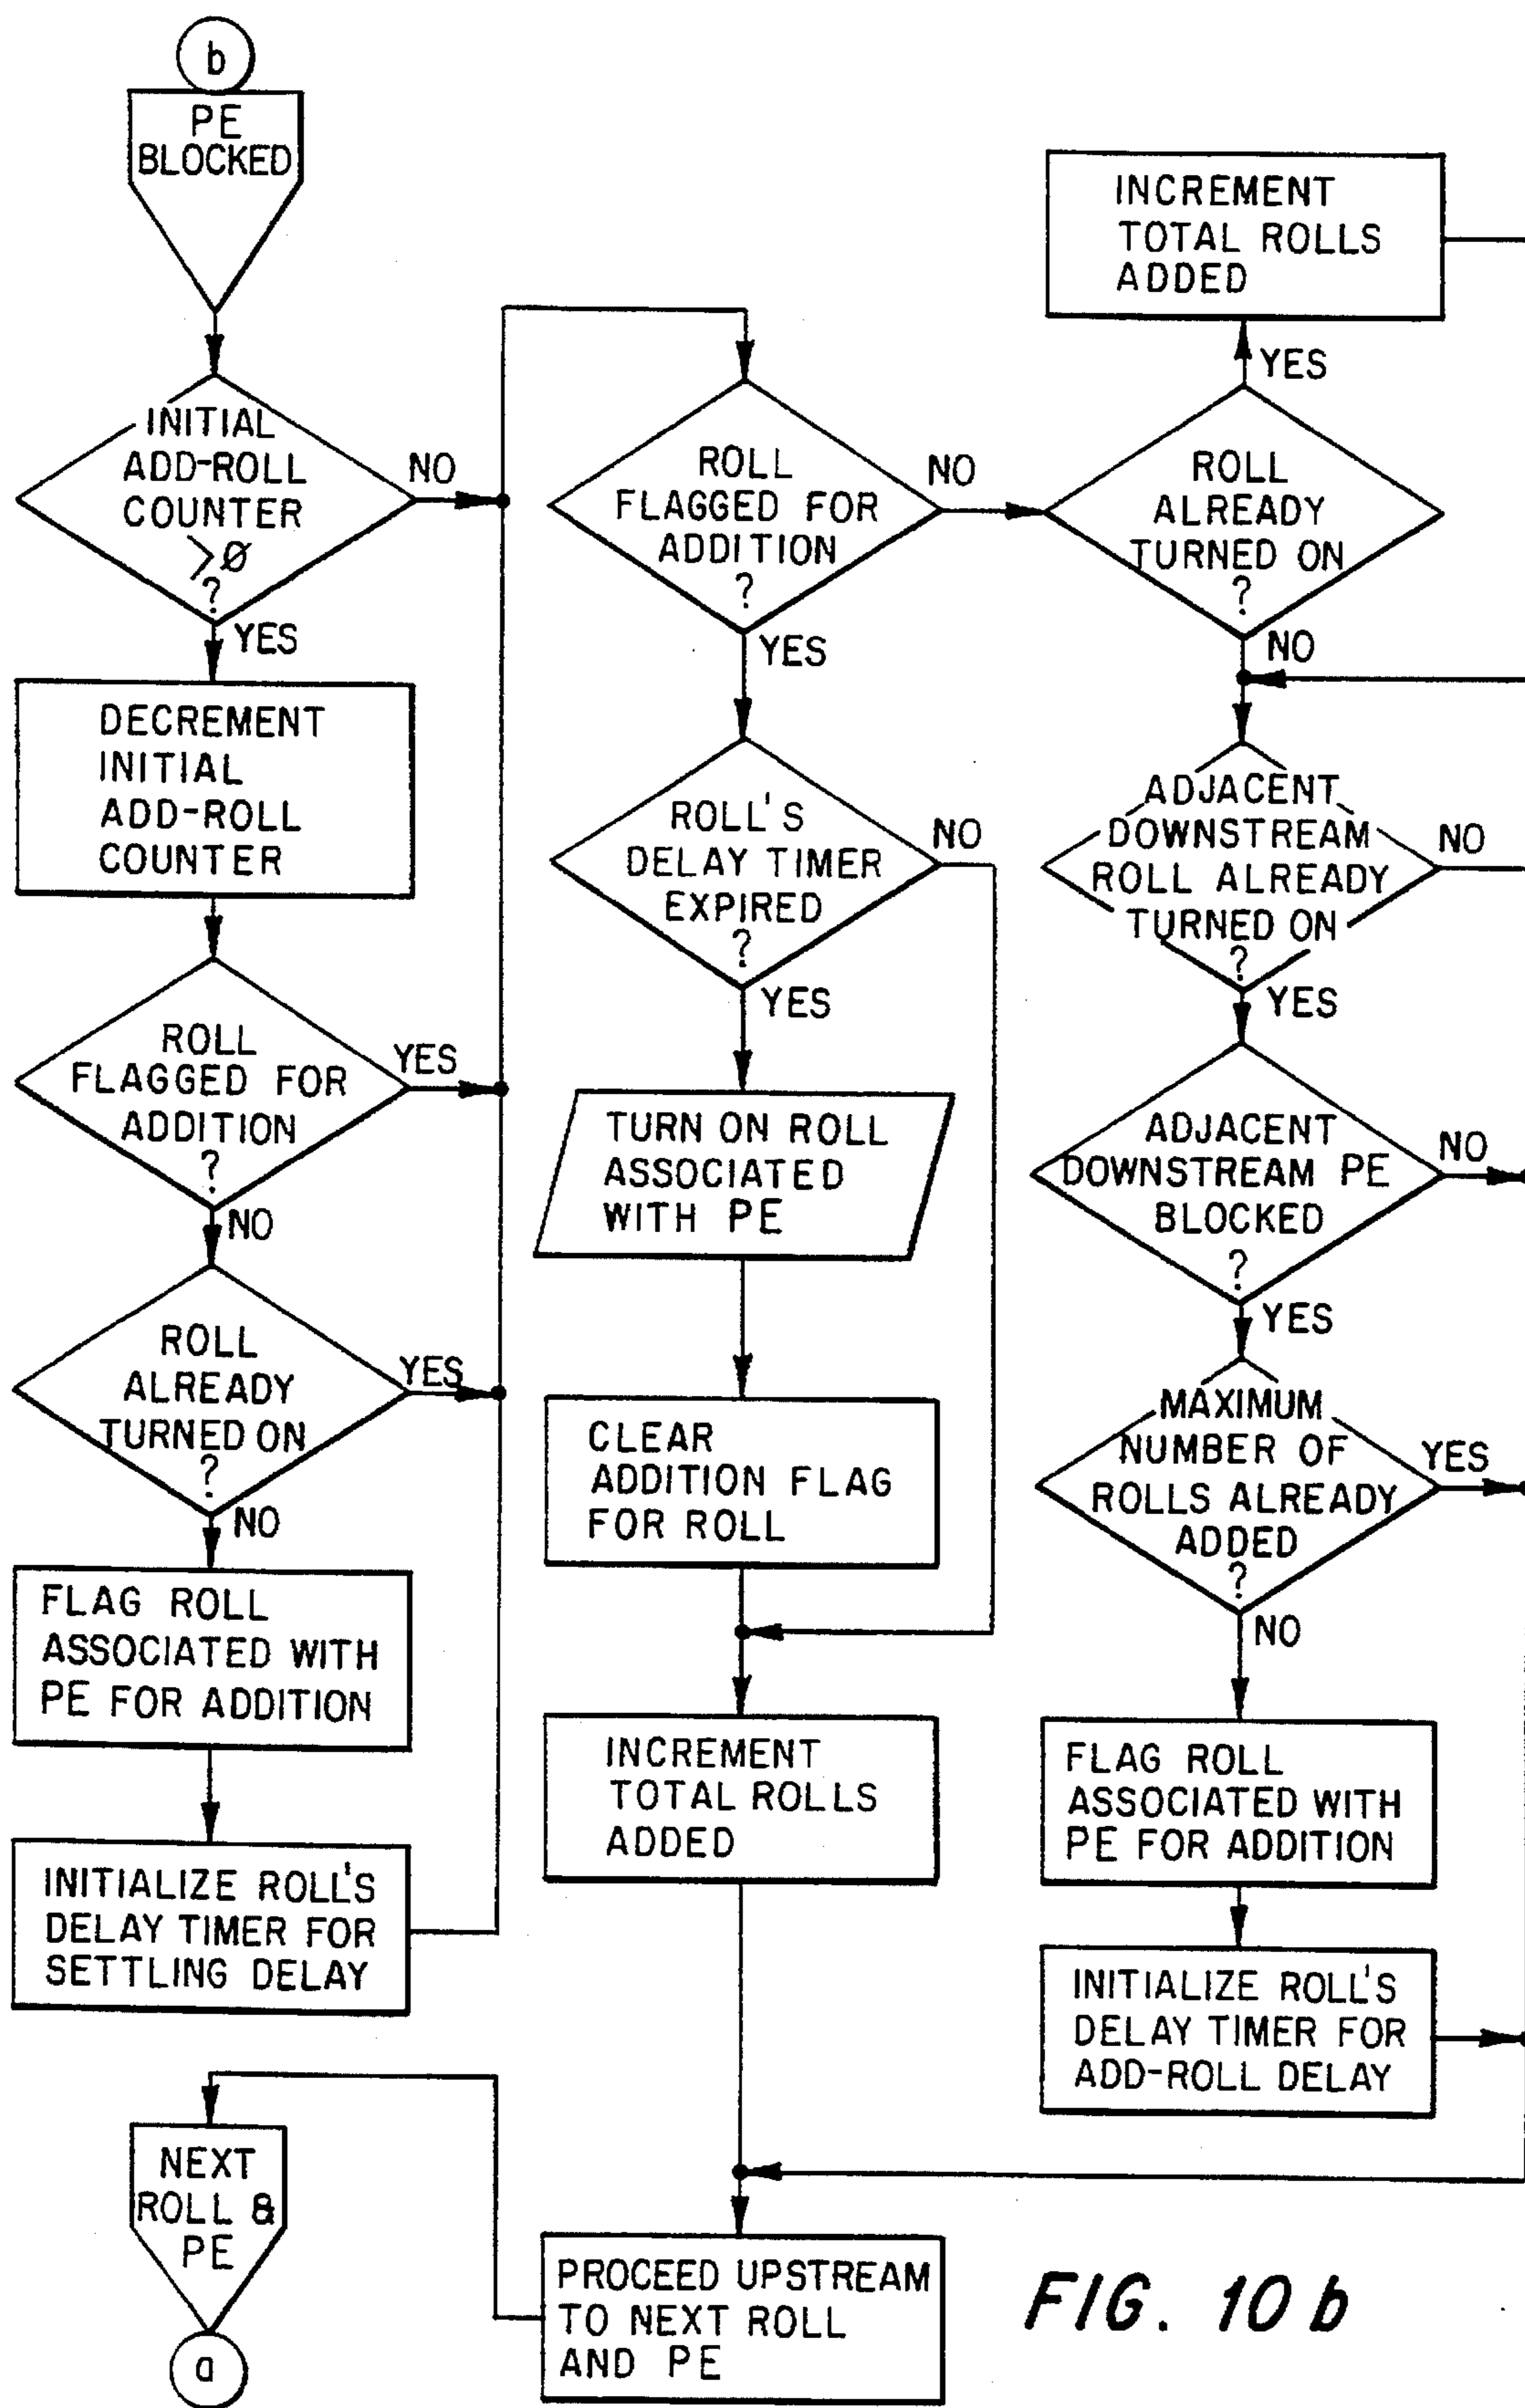 b
PE
BLOCKED
INITIAL
ADD-ROLL
COUNTER
>Ø
?
NO
YES
DECREMENT
INITIAL
ADD-ROLL
COUNTER
ROLL
FLAGGED FOR
ADDITION
?
YES
NO
ROLL
ALREADY
TURNED ON
?
YES
NO
FLAG ROLL
ASSOCIATED WITH
PE FOR ADDITION
INITIALIZE ROLL'S
DELAY TIMER FOR
SETTLING DELAY
NEXT
ROLL &
PE
a
ROLL
FLAGGED FOR
ADDITION
?
NO
YES
ROLL'S
DELAY TIMER
EXPIRED
?
NO
YES
TURN ON ROLL
ASSOCIATED
WITH PE
CLEAR
ADDITION FLAG
FOR ROLL
INCREMENT
TOTAL ROLLS
ADDED
PROCEED UPSTREAM
TO NEXT ROLL
AND PE
INCREMENT
TOTAL ROLLS
ADDED
YES
ROLL
ALREADY
TURNED ON
?
NO
ADJACENT
DOWNSTREAM
ROLL ALREADY
TURNED ON
?
NO
YES
ADJACENT
DOWNSTREAM PE
BLOCKED
?
NO
YES
MAXIMUM
NUMBER OF
ROLLS ALREADY
ADDED
?
YES
NO
FLAG ROLL
ASSOCIATED WITH
PE FOR ADDITION
INITIALIZE ROLL'S
DELAY TIMER FOR
ADD-ROLL DELAY
FIG. 10 b